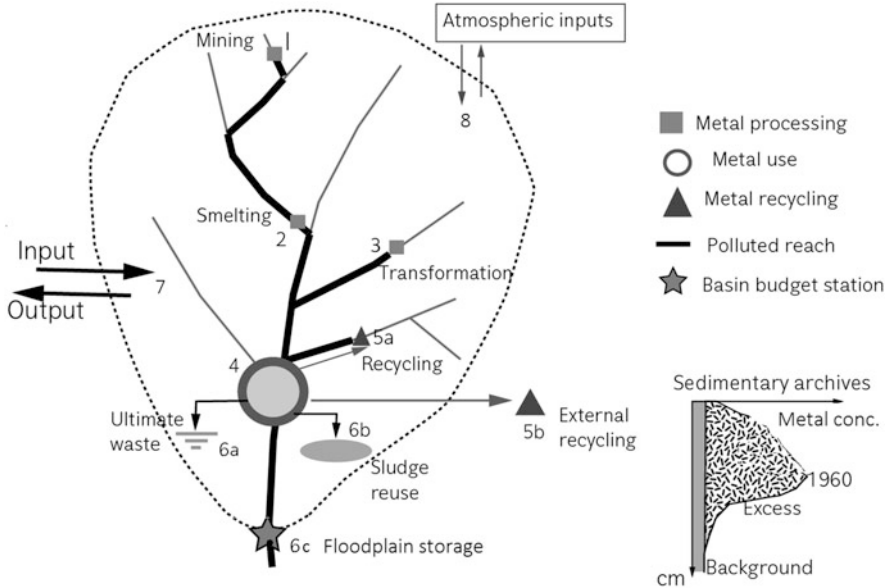 Atmospheric inputs
Mining
1
8
Metal processing
Metal use
Metal recycling
Polluted reach
Basin budget station
Smelting
2
3
Transformation
Input
7
Output
4
5a
Recycling
Ultimate
waste
6a
6b
Sludge
reuse
External
recycling
5b
6c Floodplain storage
Sedimentary archives
Metal conc.
1960
Excess
Background
cm